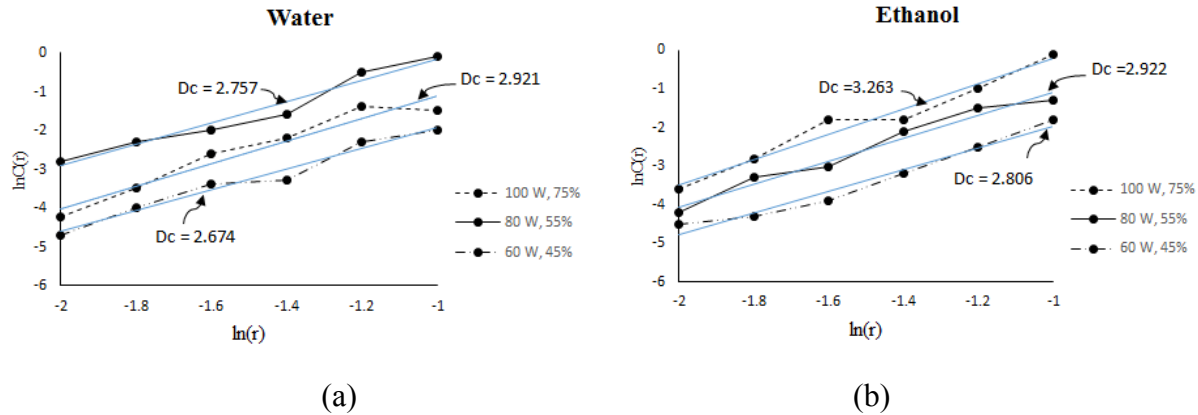 Water
0
-1
-2
-3
-4
-5
-6
lnC(r)
-2
-1.8
-1.6
-1.4
-1.2
-1
ln(r)
Dc = 2.757
Dc = 2.921
Dc = 2.674
100 W, 75%
80 W, 55%
60 W, 45%
(a)
Ethanol
0
-1
-2
-3
-4
-5
-6
lnC(r)
-2
-1.8
-1.6
-1.4
-1.2
-1
ln(r)
Dc =3.263
Dc =2.922
Dc = 2.806
100 W, 75%
80 W, 55%
60 W, 45%
(b)